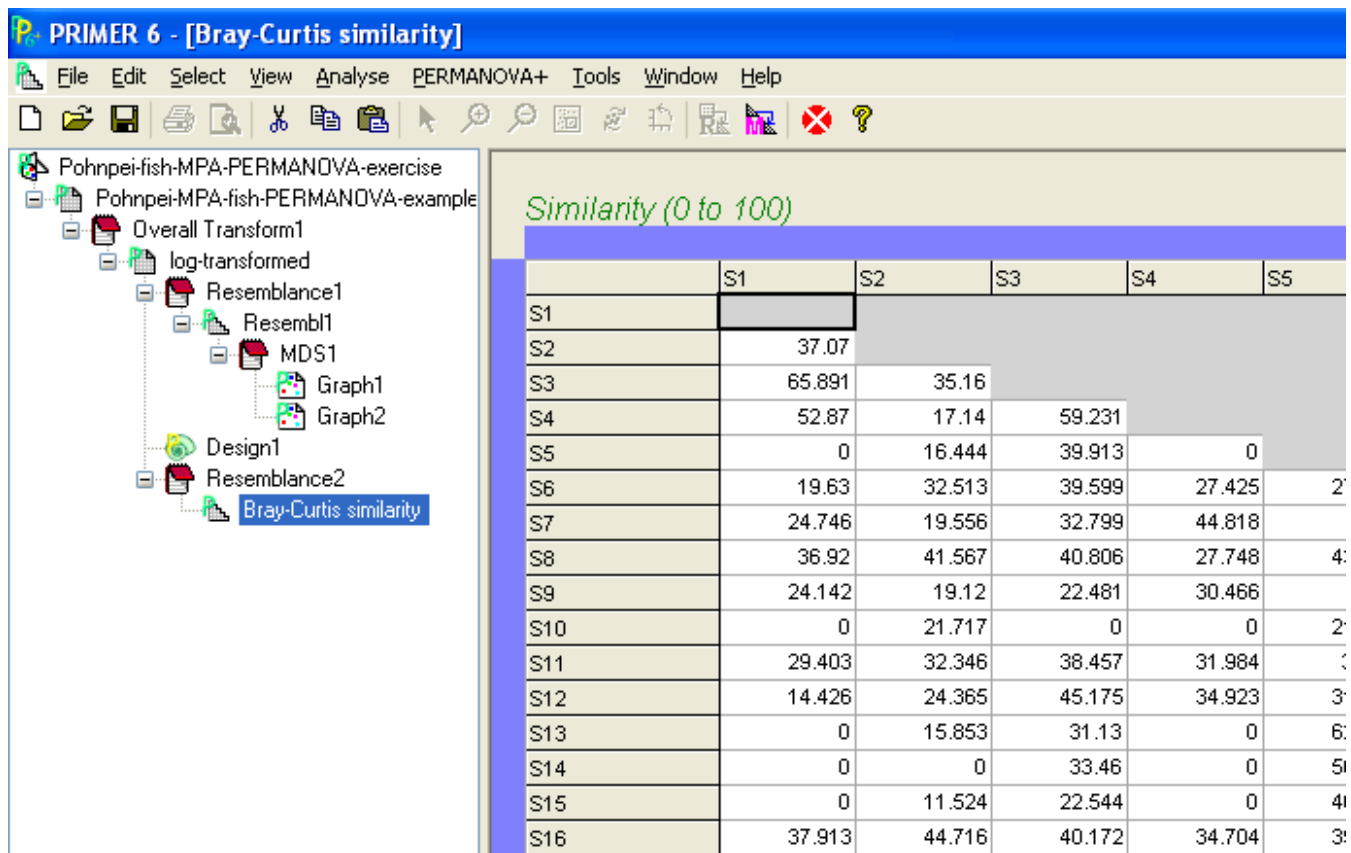 PRIMER 6 - [Bray-Curtis similarity]
File Edit Select View Analyse PERMANOVA+ Tools Window Help
Pohnpei-fish-MPA-PERMANOVA-exercise
Pohnpei-MPA-fish-PERMANOVA-example
Overall Transform1
log-transformed
Resemblance1
Resembl1
MDS1
Graph1
Graph2
Design1
Resemblance2
Bray-Curtis similarity
Similarity (0 to 100)
S1 S2 S3 S4 S5
S1
S2 37.07
S3 65.891 35.16
S4 52.87 17.14 59.231
S5 0 16.444 39.913 0
S6 19.63 32.513 39.599 27.425
S7 24.746 19.556 32.799 44.818
S8 36.92 41.567 40.806 27.748
S9 24.142 19.12 22.481 30.466
S10 0 21.717 0 0
S11 29.403 32.346 38.457 31.984
S12 14.426 24.365 45.175 34.923
S13 0 15.853 31.13 0
S14 0 0 33.46 0
S15 0 11.524 22.544 0
S16 37.913 44.716 40.172 34.704